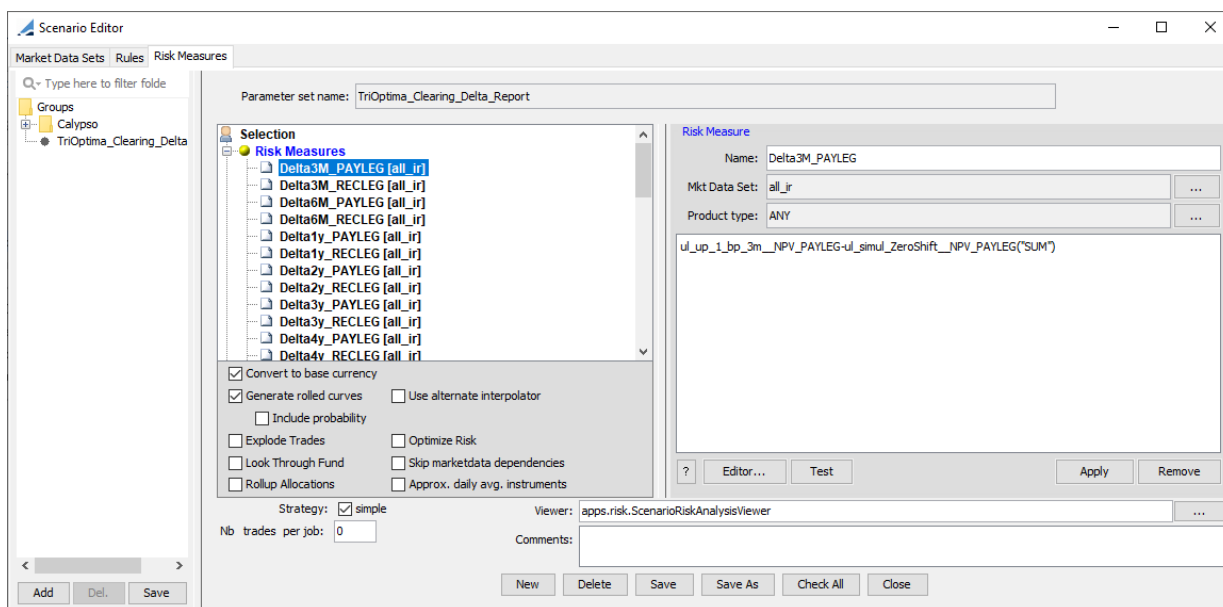 Scenario Editor
Market Data Sets Rules Risk Measures
Type here to filter folde
Groups
Calypso
TriOptima_Clearing_Delta
Add Del. Save
Parameter set name: TriOptima_Clearing_Delta_Report
Selection
Risk Measures
Delta3M_PAYLEG [all_ir]
Delta3M_RECLEG [all_ir]
Delta6M_PAYLEG [all_ir]
Delta6M_RECLEG [all_ir]
Delta1y_PAYLEG [all_ir]
Delta1y_RECLEG [all_ir]
Delta2y_PAYLEG [all_ir]
Delta2y_RECLEG [all_ir]
Delta3y_PAYLEG [all_ir]
Delta3y_RECLEG [all_ir]
Delta4y_PAYLEG [all_ir]
Delta4y_RECLEG [all_ir]
Convert to base currency
Generate rolled curves Use alternate interpolator
Include probability
Explode Trades Optimize Risk
Look Through Fund Skip marketdata dependencies
Rollup Allocations Approx. daily avg. instruments
Risk Measure
Name: Delta3M_PAYLEG
Mkt Data Set: all_ir ...
Product type: ANY ...
ul_up_1_bp_3m__NPV_PAYLEG-ul_simul_ZeroShift__NPV_PAYLEG("SUM")
? Editor... Test Apply Remove
Strategy: simple Viewer: apps.risk.ScenarioRiskAnalysisViewer ...
Nb trades per job: 0
Comments:
New Delete Save Save As Check All Close